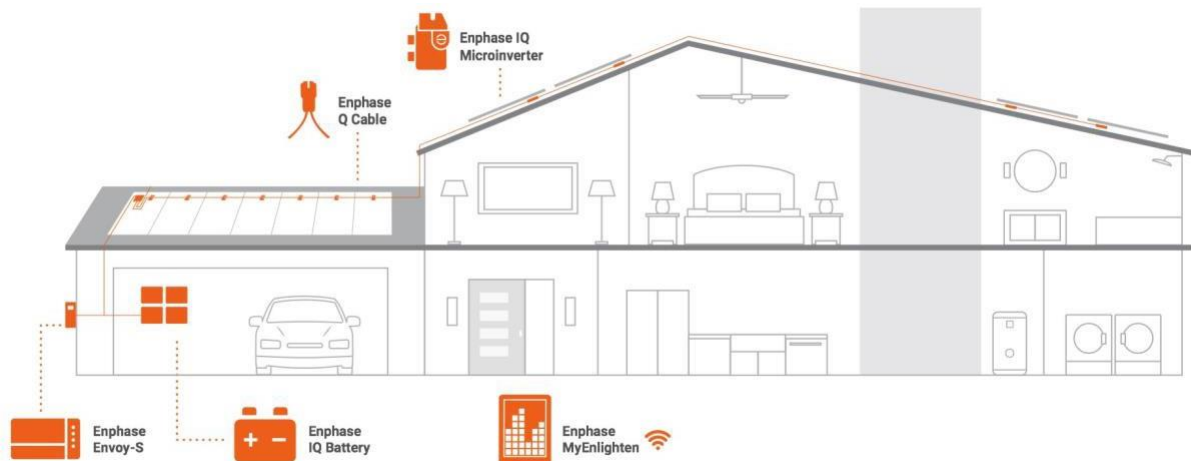 Enphase IQ
Microinverter
Enphase
Q Cable
Enphase
Envoy-S
Enphase
IQ Battery
Enphase
MyEnlighten